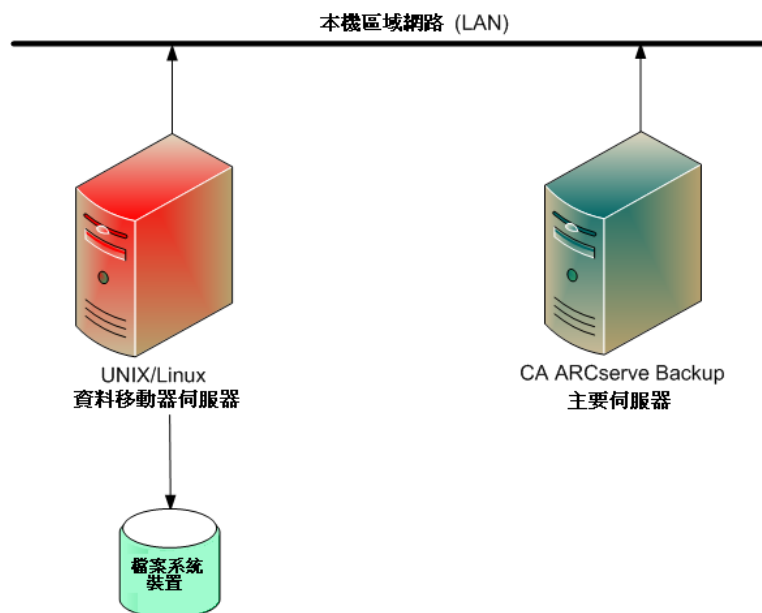 本機區域網路 (LAN)
UNIX/Linux
資料移動器伺服器
CA ARCserve Backup
主要伺服器
檔案系統
裝置